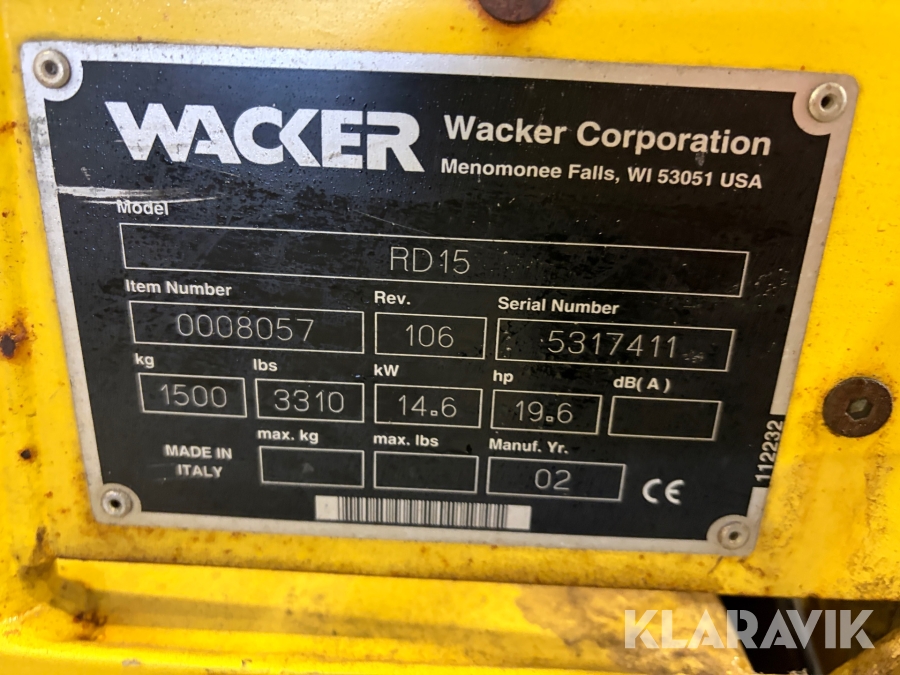 WACKER
Wacker Corporation
Menomonee Falls, WI 53051 USA
Model
RD15
Item Number Rev. Serial Number
0008057 106 5317411
kg lbs kW hp dB(A)
1500 3310 14.6 19.6
max. kg max. lbs Manuf. Yr.
MADE IN
ITALY
02
CE
112232
KLARAVIK